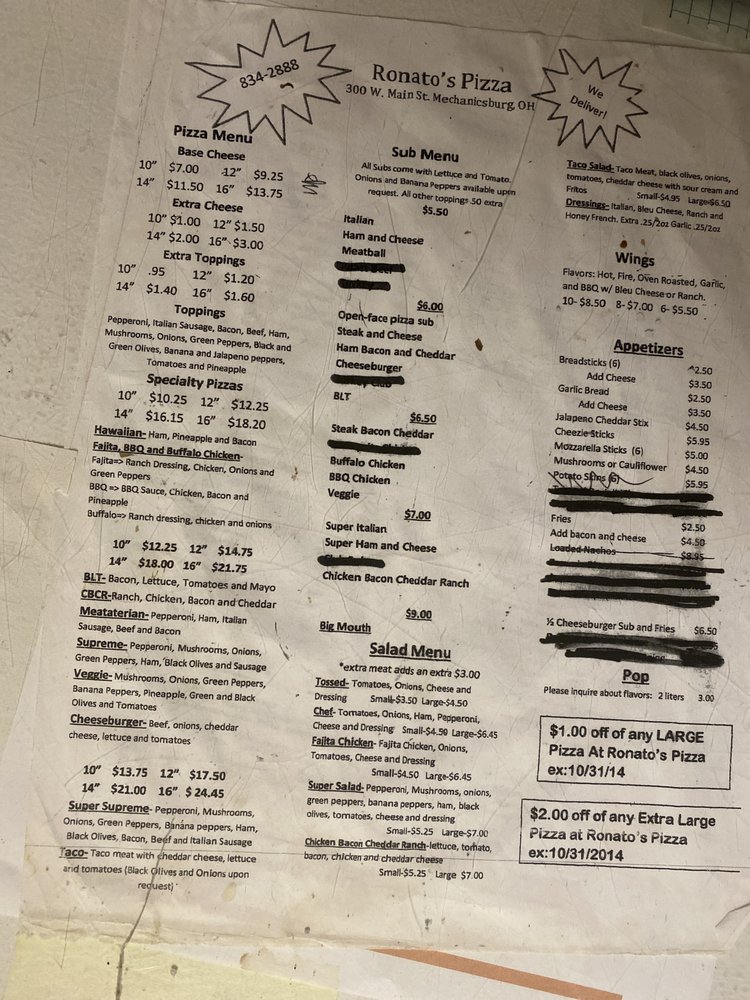 834-2888
Ronato's Pizza
300 W. Main St. Mechanicsburg, OH
We
Deliver!
Pizza Menu
Base Cheese
10" $7.00 12" $9.25
14" $11.50 16" $13.75
Extra Cheese
10" $1.00 12" $1.50
14" $2.00 16" $3.00
Extra Toppings
10" .95 12" $1.20
14" $1.40 16" $1.60
Toppings
Pepperoni, Italian Sausage, Bacon, Beef, Ham,
Mushrooms, Onions, Green Peppers, Black and
Green Olives, Banana and Jalapeno peppers,
Tomatoes and Pineapple
Specialty Pizzas
10" $10.25 12" $12.25
14" $16.15 16" $18.20
Hawaiian- Ham, Pineapple and Bacon
Fajita, BBQ and Buffalo Chicken-
Fajita=> Ranch Dressing, Chicken, Onions and
Green Peppers
BBQ => BBQ Sauce, Chicken, Bacon and
Pineapple
Buffalo=> Ranch dressing, chicken and onions
10" $12.25 12" $14.75
14" $18.00 16" $21.75
BLT- Bacon, Lettuce, Tomatoes and Mayo
CBCR-Ranch, Chicken, Bacon and Cheddar
Meataterian- Pepperoni, Ham, Italian
Sausage, Beef and Bacon
Supreme- Pepperoni, Mushrooms, Onions,
Green Peppers, Ham, Black Olives and Sausage
Veggie- Mushrooms, Onions, Green Peppers,
Banana Peppers, Pineapple, Green and Black
Olives and Tomatoes
Cheeseburger- Beef, onions, cheddar
cheese, lettuce and tomatoes
10" $13.75 12" $17.50
14" $21.00 16" $ 24.45
Super Supreme- Pepperoni, Mushrooms,
Onions, Green Peppers, Banana peppers, Ham,
Black Olives, Bacon, Beef and Italian Sausage
Taco- Taco meat with cheddar cheese, lettuce
and tomatoes (Black Olives and Onions upon
request)
Sub Menu
All Subs come with Lettuce and Tomato.
Onions and Banana Peppers available upon
request. All other toppings .50 extra
$5.50
Italian
Ham and Cheese
Meatball
$6.00
Open-face pizza sub
Steak and Cheese
Ham Bacon and Cheddar
Cheeseburger
BLT
$6.50
Steak Bacon Cheddar
Buffalo Chicken
BBQ Chicken
Veggie
$7.00
Super Italian
Super Ham and Cheese
Chicken Bacon Cheddar Ranch
$9.00
Big Mouth
Salad Menu
*extra meat adds an extra $3.00
Tossed- Tomatoes, Onions, Cheese and
Dressing Small-$3.50 Large-$4.50
Chef- Tomatoes, Onions, Ham, Pepperoni,
Cheese and Dressing Small-$4.50 Large-$6.45
Fajita Chicken- Fajita Chicken, Onions,
Tomatoes, Cheese and Dressing
Small-$4.50 Large-$6.45
Super Salad- Pepperoni, Mushrooms, onions,
green peppers, banana peppers, ham, black
olives, tomatoes, cheese and dressing
Small-$5.25 Large-$7.00
Chicken Bacon Cheddar Ranch-lettuce, tomato,
bacon, chicken and cheddar cheese
Small-$5.25 Large $7.00
Taco Salad- Taco Meat, black olives, onions,
tomatoes, cheddar cheese with sour cream and
Fritos Small-$4.95 Large-$6.50
Dressings- Italian, Bleu Cheese, Ranch and
Honey French. Extra .25/2oz Garlic .25/2oz
Wings
Flavors: Hot, Fire, Oven Roasted, Garlic,
and BBQ w/ Bleu Cheese or Ranch.
10- $8.50 8- $7.00 6- $5.50
Appetizers
Breadsticks (6) $2.50
Add Cheese $3.50
Garlic Bread $2.50
Add Cheese $3.50
Jalapeno Cheddar Stix $4.50
Cheezie Sticks $5.95
Mozzarella Sticks (6) $5.00
Mushrooms or Cauliflower $4.50
Potato Skins (6) $5.95
Fries $2.50
Add bacon and cheese $4.50
Loaded Nachos $8.95
½ Cheeseburger Sub and Fries $6.50
Pop
Please inquire about flavors: 2 liters 3.00
$1.00 off of any LARGE
Pizza At Ronato's Pizza
ex:10/31/14
$2.00 off of any Extra Large
Pizza at Ronato's Pizza
ex:10/31/2014